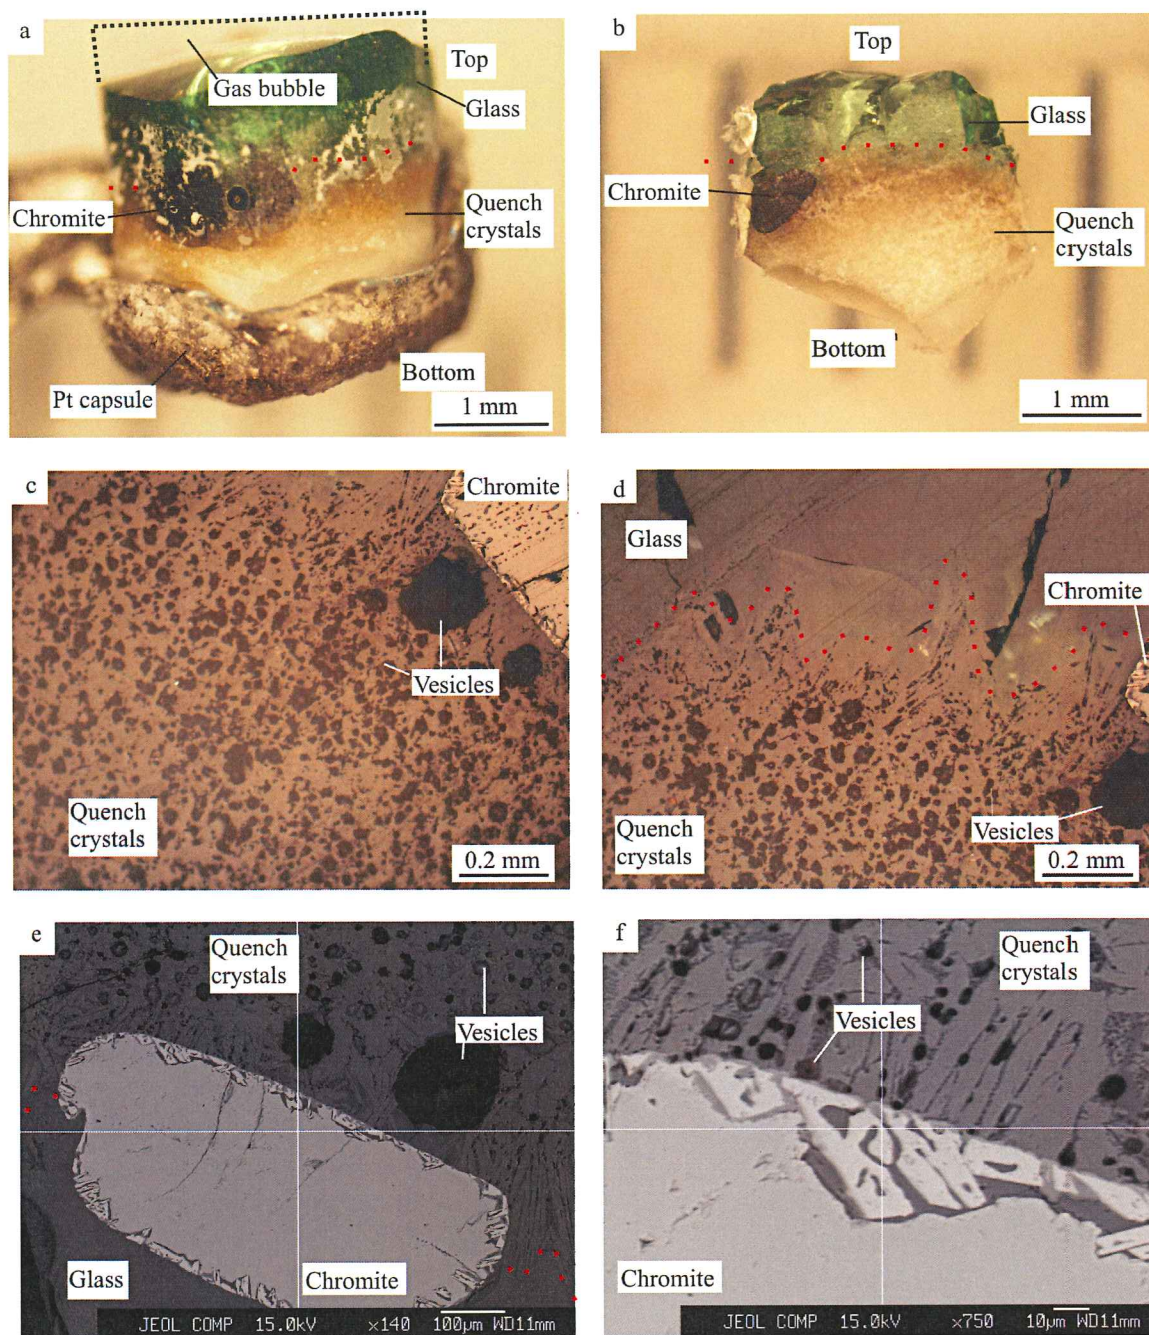 a
Top
Gas bubble
Glass
Chromite
Quench
crystals
Pt capsule
Bottom
1 mm
b
Top
Glass
Chromite
Quench
crystals
Bottom
1 mm
c
Chromite
Vesicles
Quench
crystals
0.2 mm
d
Glass
Chromite
Quench
crystals
Vesicles
0.2 mm
e
Quench
crystals
Vesicles
Glass
Chromite
JEOL COMP 15.0kV ×140 100μm WD11mm
f
Quench
crystals
Vesicles
Chromite
JEOL COMP 15.0kV ×750 10μm WD11mm